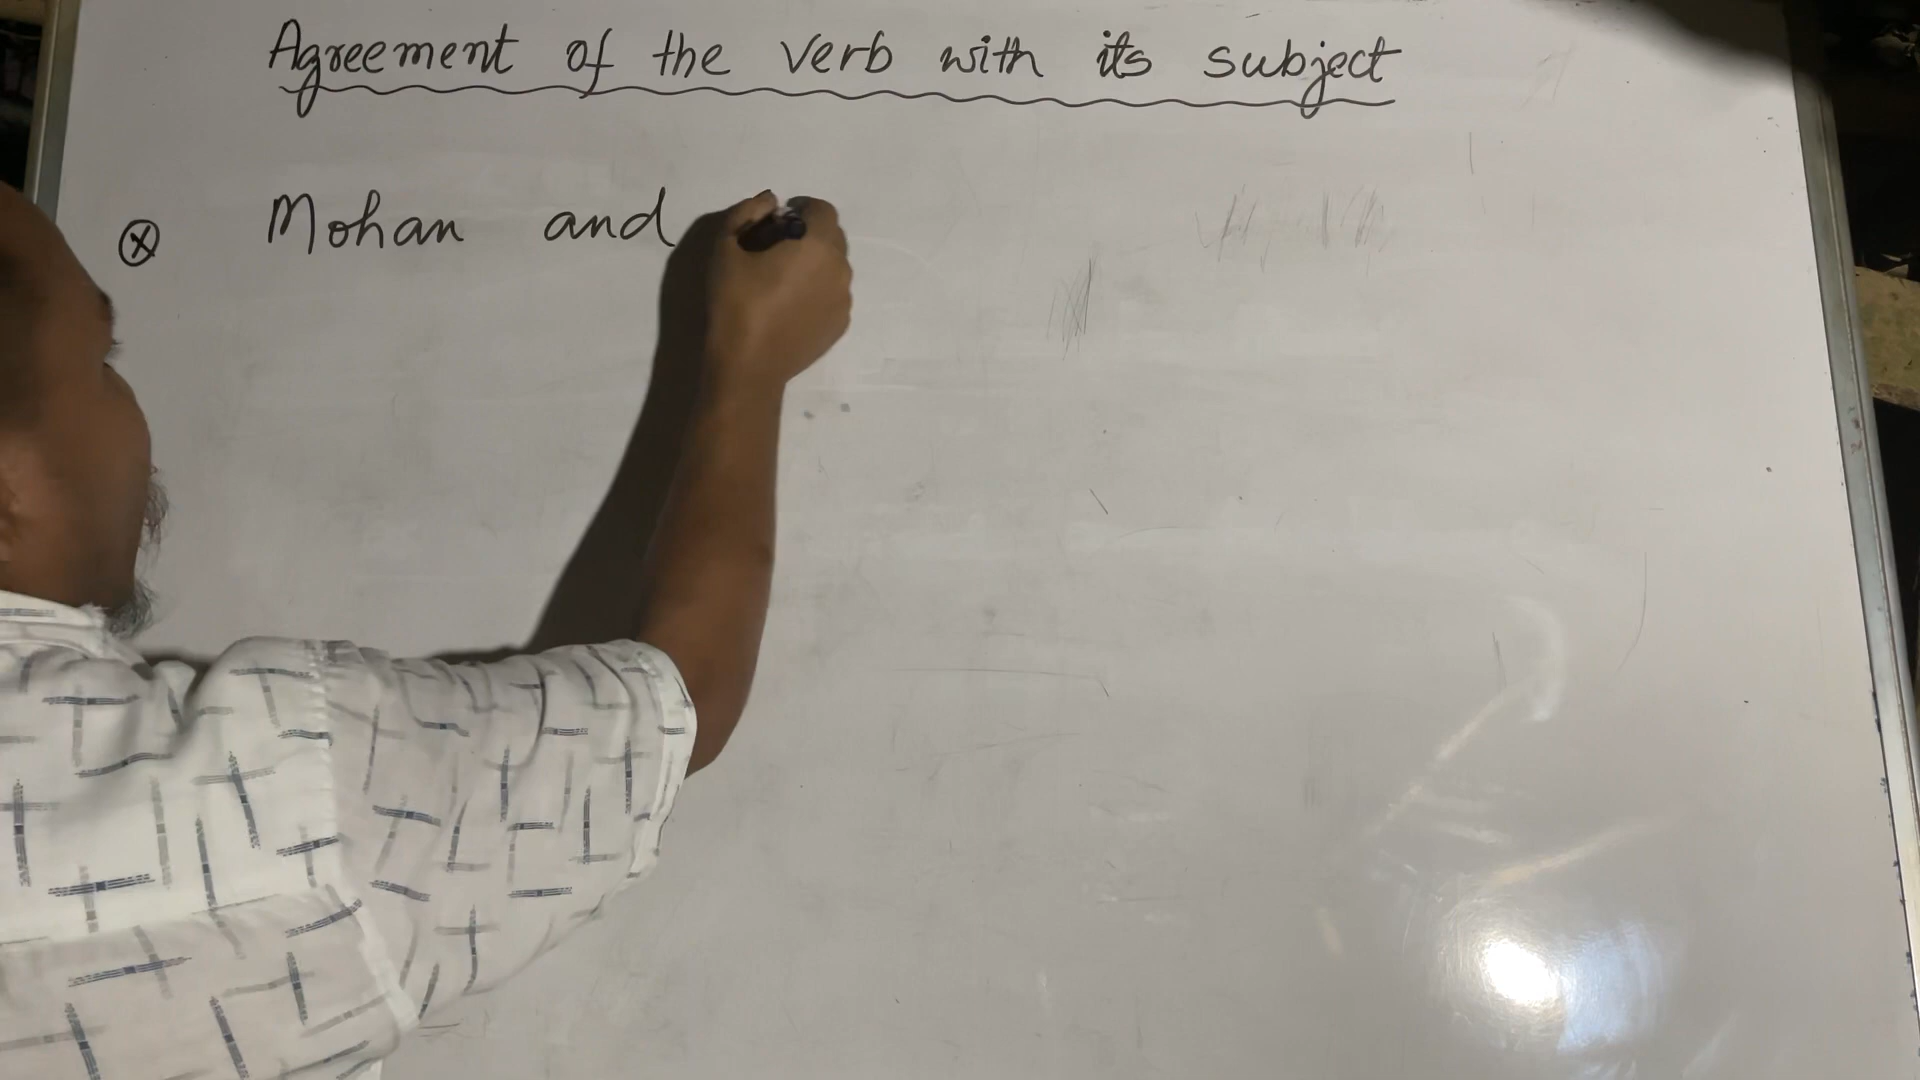 Agreement of the verb with its subject
Mohan and